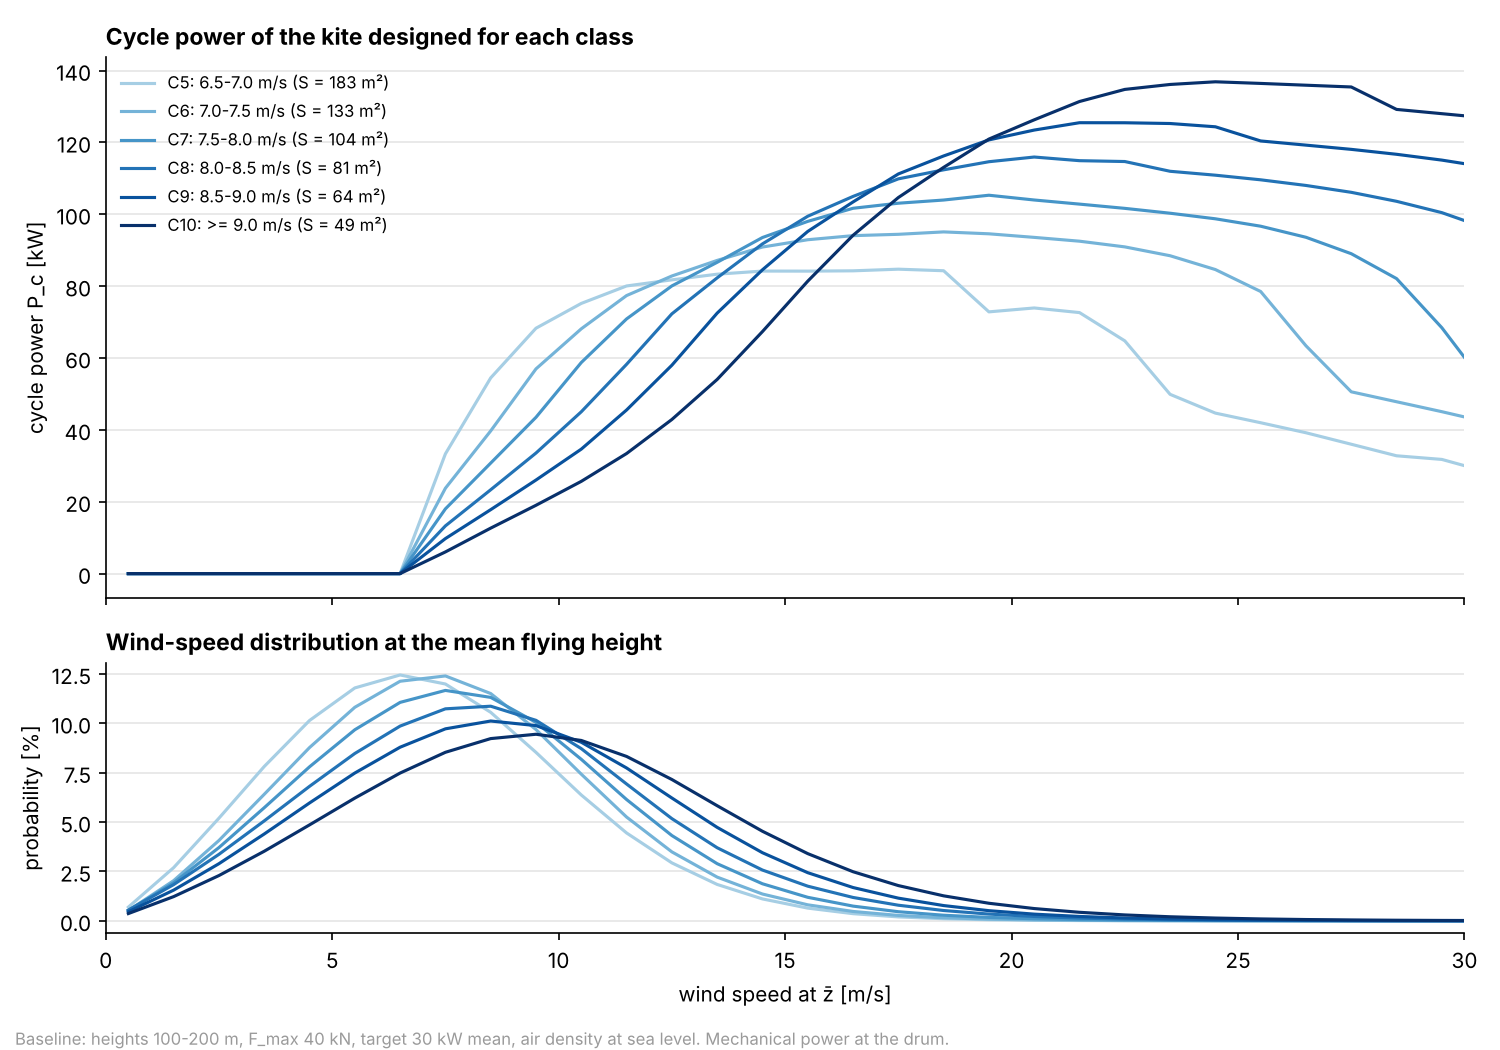 Cycle power of the kite designed for each class
140
120
100
80
60
40
20
0
cycle power P_c [kW]
C5: 6.5-7.0 m/s (S = 183 m²)
C6: 7.0-7.5 m/s (S = 133 m²)
C7: 7.5-8.0 m/s (S = 104 m²)
C8: 8.0-8.5 m/s (S = 81 m²)
C9: 8.5-9.0 m/s (S = 64 m²)
C10: >= 9.0 m/s (S = 49 m²)
Wind-speed distribution at the mean flying height
12.5
10.0
7.5
5.0
2.5
0.0
probability [%]
0 5 10 15 20 25 30
wind speed at z̄ [m/s]
Baseline: heights 100-200 m, F_max 40 kN, target 30 kW mean, air density at sea level. Mechanical power at the drum.